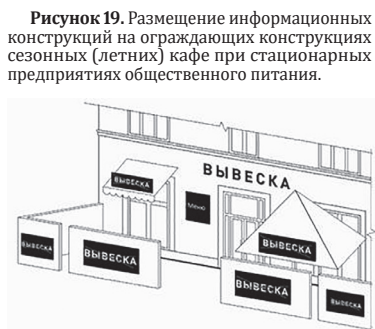 Рисунок 19. Размещение информационных
конструкций на ограждающих конструкциях
сезонных (летних) кафе при стационарных
предприятиях общественного питания.
ВЫВЕСКА
ВЫВЕСКА
Меню
ВЫВЕСКА
ВЫВЕСКА
ВЫВЕСКА
ВЫВЕСКА
ВЫВЕСКА